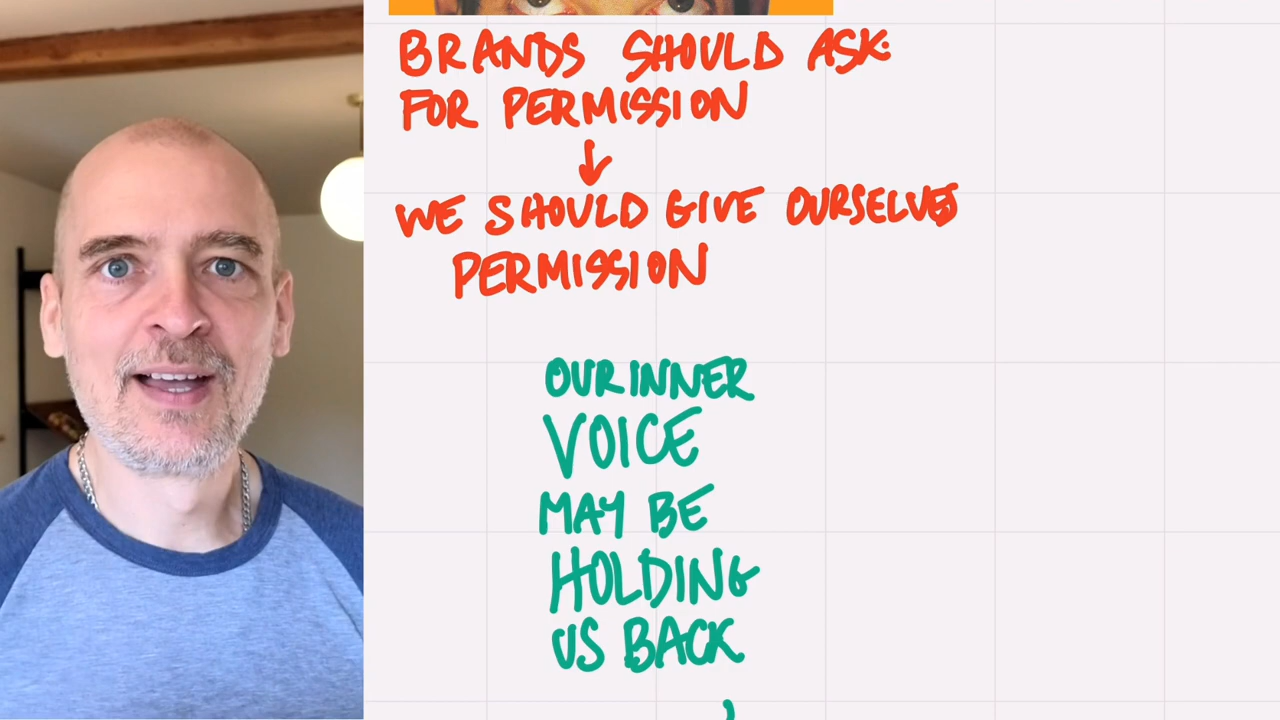 BRANDS SHOULD ASK
FOR PERMISSION
↓
WE SHOULD GIVE OURSELVES
PERMISSION
OUR INNER
VOICE
MAY BE
HOLDING
US BACK